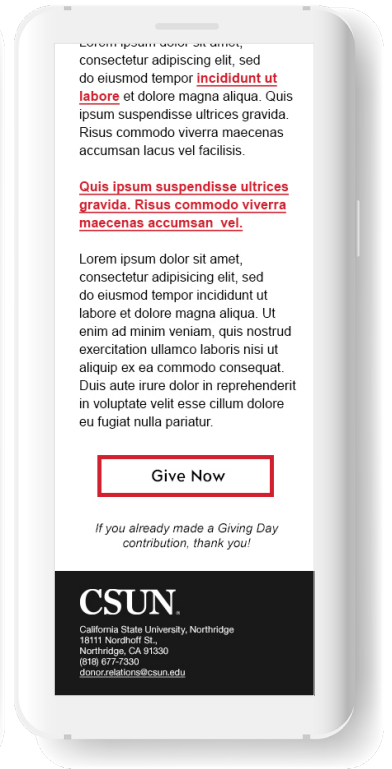 Lorem ipsum dolor sit amet,
consectetur adipiscing elit, sed
do eiusmod tempor incididunt ut
labore et dolore magna aliqua. Quis
ipsum suspendisse ultrices gravida.
Risus commodo viverra maecenas
accumsan lacus vel facilisis.
Quis ipsum suspendisse ultrices
gravida. Risus commodo viverra
maecenas accumsan  vel.
Lorem ipsum dolor sit amet,
consectetur adipisicing elit, sed
do eiusmod tempor incididunt ut
labore et dolore magna aliqua. Ut
enim ad minim veniam, quis nostrud
exercitation ullamco laboris nisi ut
aliquip ex ea commodo consequat.
Duis aute irure dolor in reprehenderit
in voluptate velit esse cillum dolore
eu fugiat nulla pariatur.
Give Now
If you already made a Giving Day
contribution, thank you!
CSUN.
California State University, Northridge
18111 Nordhoff St.,
Northridge, CA 91330
(818) 677-7330
donor.relations@csun.edu